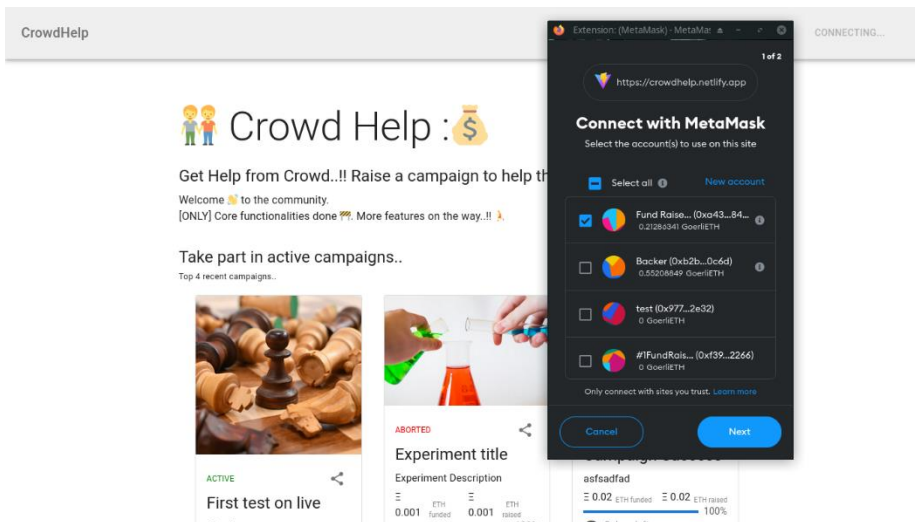 CrowdHelp
CONNECTING...
Crowd Help :
Get Help from Crowd..!! Raise a campaign to help th
Welcome to the community.
[ONLY] Core functionalities done. More features on the way..!!
Take part in active campaigns..
Top 4 recent campaigns..
ACTIVE
First test on live
ABORTED
Experiment title
Experiment Description
Ξ 0.001 ETH funded Ξ 0.001 ETH raised
asfsadfad
Ξ 0.02 ETH funded Ξ 0.02 ETH raised
100%
Extension: (MetaMask) - MetaMas
1 of 2
https://crowdhelp.netlify.app
Connect with MetaMask
Select the account(s) to use on this site
Select all
New account
Fund Raise... (0xa43...84...
0.21286341 GoerliETH
Backer (0xb2b...0c6d)
0.55208849 GoerliETH
test (0x977...2e32)
0 GoerliETH
#1FundRais... (0xf39...2266)
0 GoerliETH
Only connect with sites you trust. Learn more
Cancel
Next